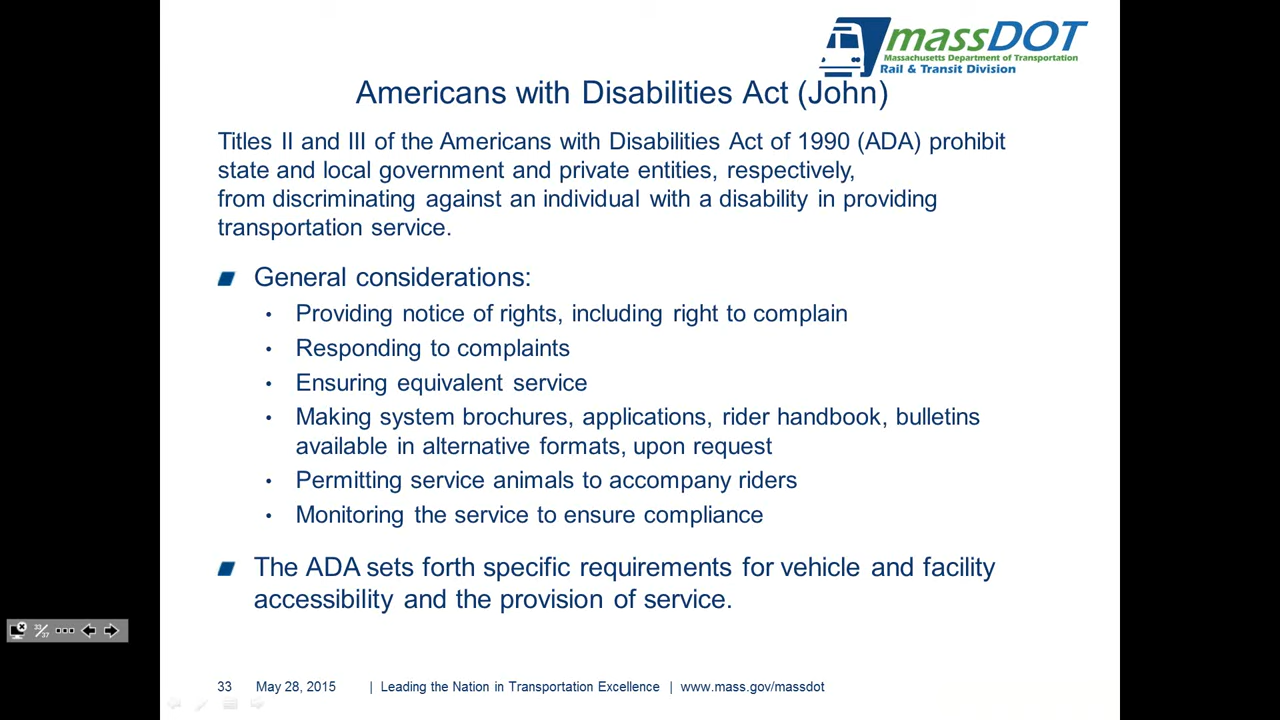 massDOT
Massachusetts Department of Transportation
Rail & Transit Division
Americans with Disabilities Act (John)
Titles II and III of the Americans with Disabilities Act of 1990 (ADA) prohibit
state and local government and private entities, respectively,
from discriminating against an individual with a disability in providing
transportation service.
General considerations:
• Providing notice of rights, including right to complain
• Responding to complaints
• Ensuring equivalent service
• Making system brochures, applications, rider handbook, bulletins
available in alternative formats, upon request
• Permitting service animals to accompany riders
• Monitoring the service to ensure compliance
The ADA sets forth specific requirements for vehicle and facility
accessibility and the provision of service.
33/37
33 May 28, 2015 | Leading the Nation in Transportation Excellence | www.mass.gov/massdot